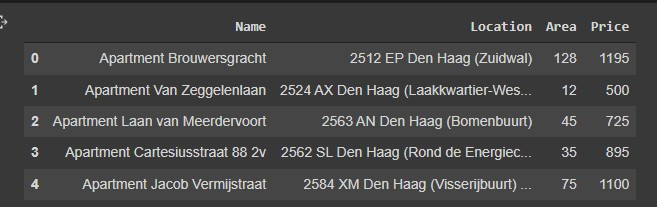 Name Location Area Price
0 Apartment Brouwersgracht 2512 EP Den Haag (Zuidwal) 128 1195
1 Apartment Van Zeggelenlaan 2524 AX Den Haag (Laakkwartier-Wes... 12 500
2 Apartment Laan van Meerdervoort 2563 AN Den Haag (Bomenbuurt) 45 725
3 Apartment Cartesiusstraat 88 2v 2562 SL Den Haag (Rond de Energiec... 35 895
4 Apartment Jacob Vermijstraat 2584 XM Den Haag (Visserijbuurt) ... 75 1100